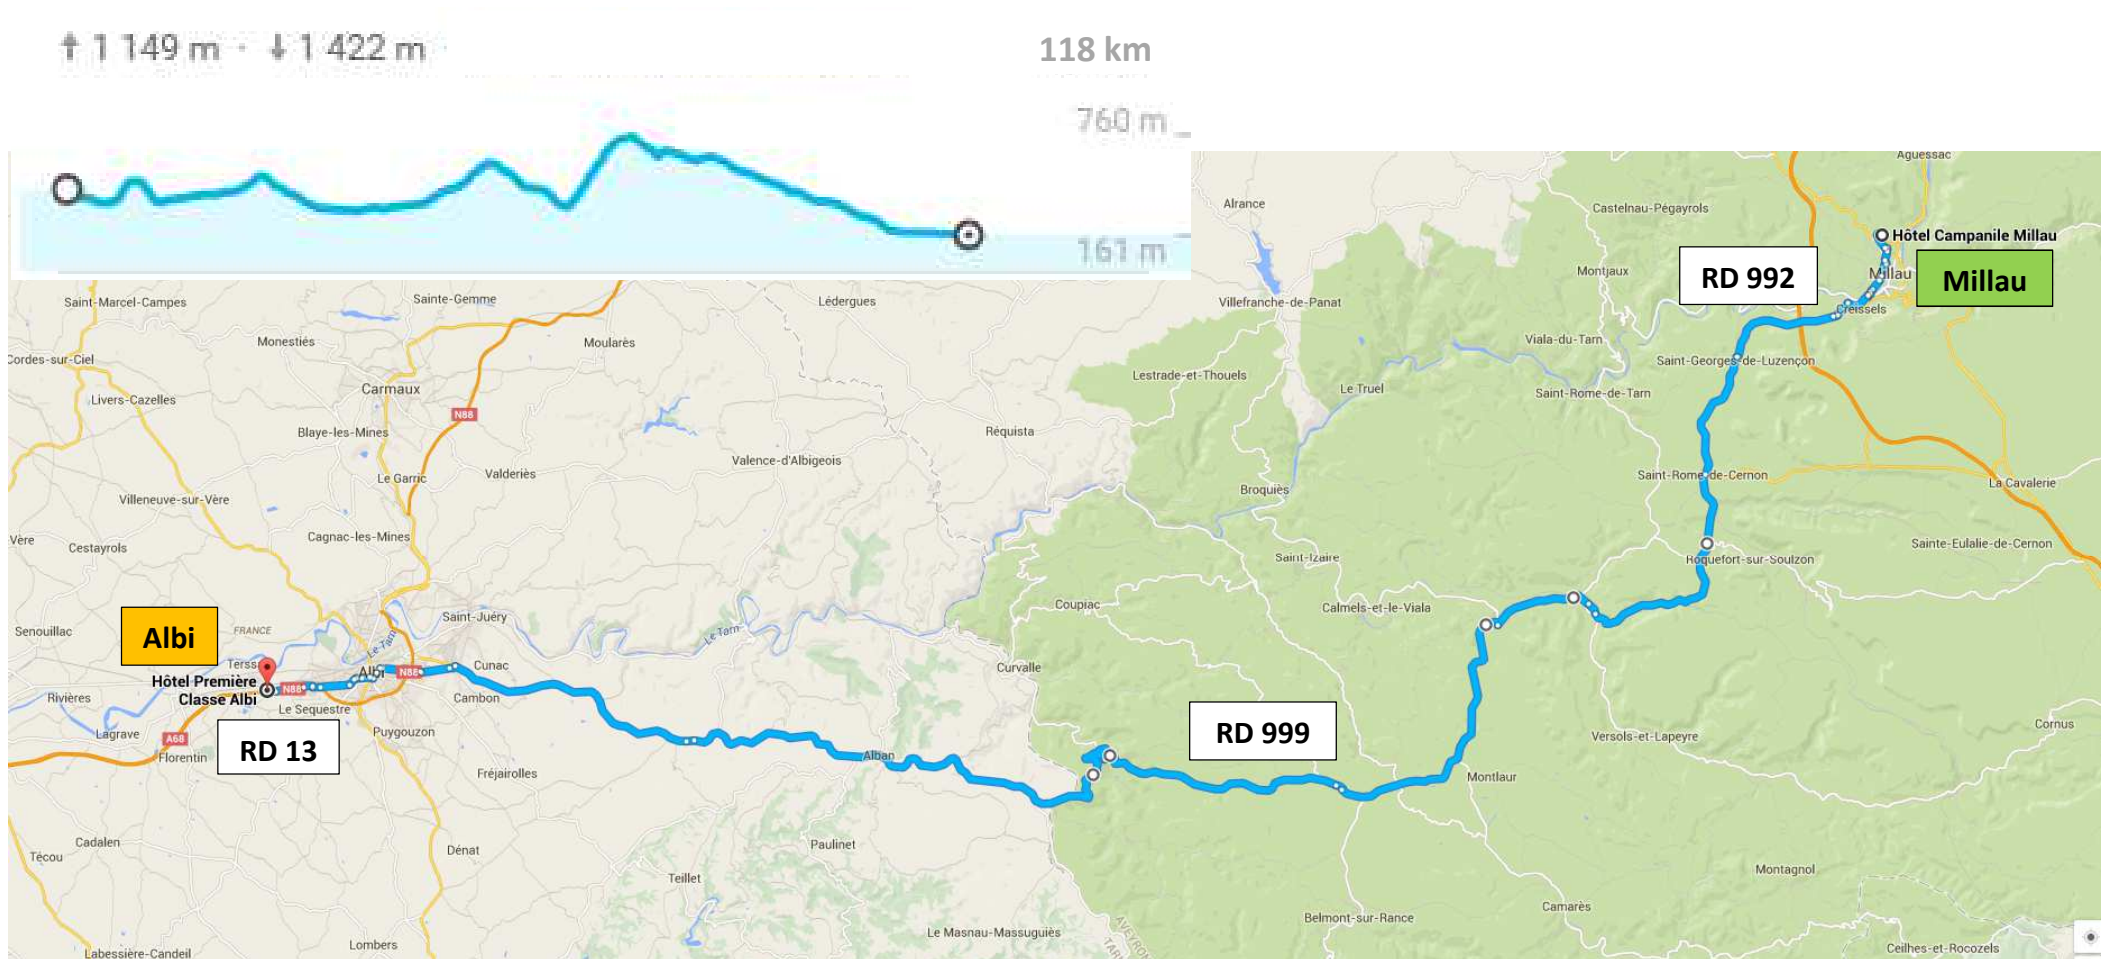 ↑ 1 149 m · ↓ 1 422 m
118 km
760 m
161 m
Aguessac
Alrance
Castelnau-Pégayrols
Hôtel Campanile Millau
Montjaux
RD 992
Millau
Millau
Saint-Marcel-Campes
Sainte-Gemme
Lédergues
Villefranche-de-Panat
Creissels
Monestiés
Moularès
Viala-du-Tarn
Cordes-sur-Ciel
Saint-Georges-de-Luzençon
Carmaux
Lestrade-et-Thouels
Le Truel
Saint-Rome-de-Tarn
Livers-Cazelles
N88
Blaye-les-Mines
Réquista
Valence-d'Albigeois
Le Garric
Valderiès
Saint-Rome-de-Cernon
La Cavalerie
Villeneuve-sur-Vère
Broquiès
Vère
Cestayrols
Cagnac-les-Mines
Saint-Izaire
Roquefort-sur-Soulzon
Sainte-Eulalie-de-Cernon
Coupiac
Calmels-et-le-Viala
Senouillac
Albi
FRANCE
Saint-Juéry
Le Tarn
Le Tarn
Terssa
Albi
N88
Cunac
Curvalle
Hôtel Première
Classe Albi
N88
Rivières
Le Sequestre
Cambon
Lagrave
A68
Florentin
RD 13
Puygouzon
RD 999
Versols-et-Lapeyre
Cornus
Fréjairolles
Alban
Montlaur
Cadalen
Técou
Dénat
Paulinet
Teillet
Montagnol
Camarès
Belmont-sur-Rance
Le Masnau-Massuguiès
AVEYRON
TARN
Lombers
Labessière-Candeil
Ceilhes-et-Rocozels